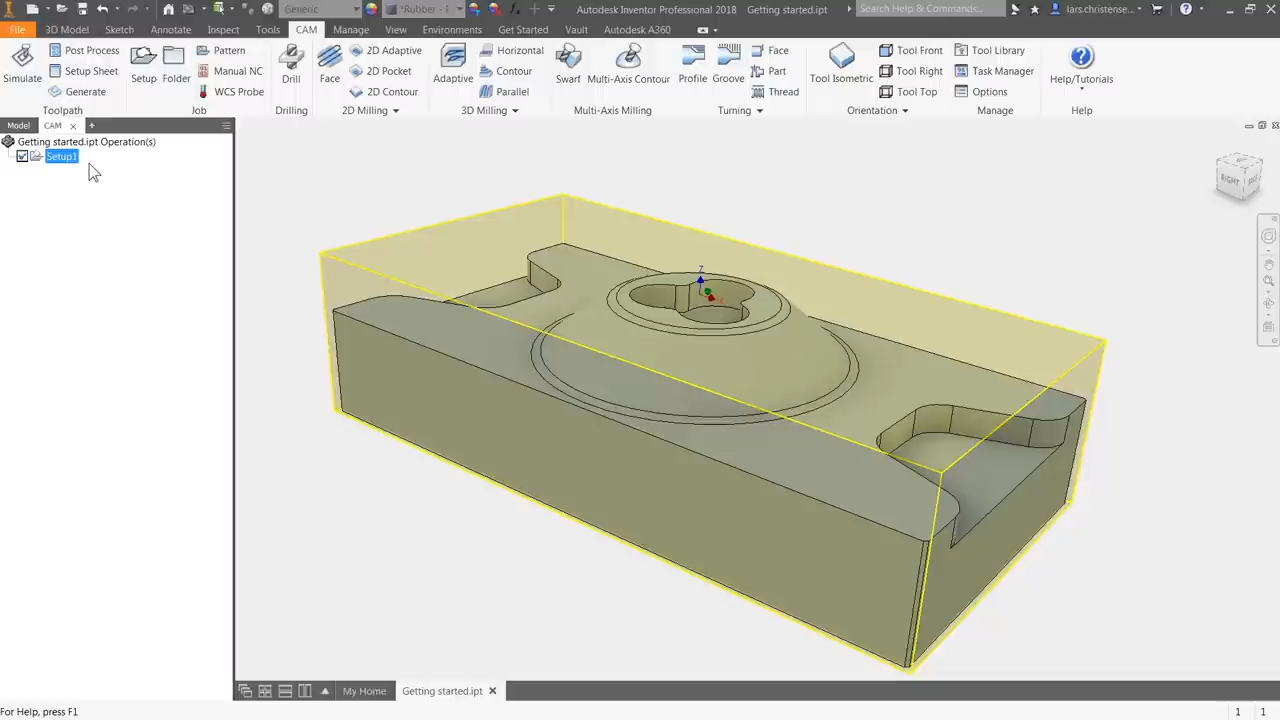 Generic
*Rubber -
Autodesk Inventor Professional 2018
Getting started.ipt
Search Help & Commands...
lars.christense...
File
3D Model
Sketch
Annotate
Inspect
Tools
CAM
Manage
View
Environments
Get Started
Vault
Autodesk A360
Simulate
Post Process
Setup Sheet
Generate
Toolpath
Setup
Folder
Pattern
Manual NC
WCS Probe
Job
Drill
Drilling
Face
2D Adaptive
2D Pocket
2D Contour
2D Milling
Adaptive
Horizontal
Contour
Parallel
3D Milling
Swarf
Multi-Axis Contour
Multi-Axis Milling
Profile
Groove
Face
Part
Thread
Turning
Tool Isometric
Tool Front
Tool Right
Tool Top
Orientation
Tool Library
Task Manager
Options
Manage
Help/Tutorials
Help
Model
CAM
Getting started.ipt Operation(s)
Setup1
Z
RIGHT
My Home
Getting started.ipt
For Help, press F1
1
1